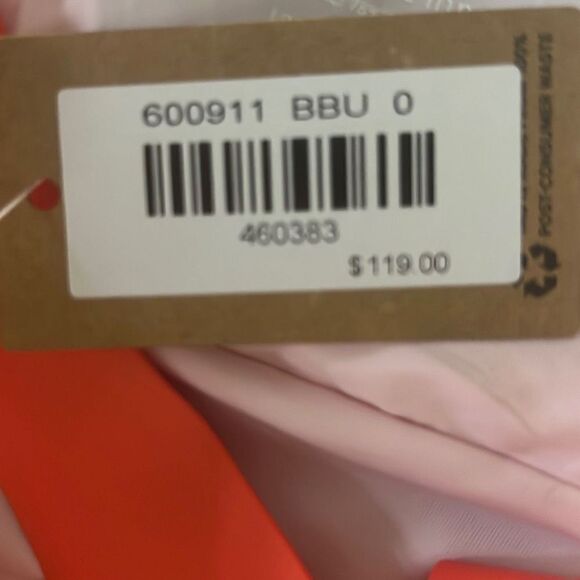 600911 BBU 0
460383
$119.00
POST-CONSUMER WASTE